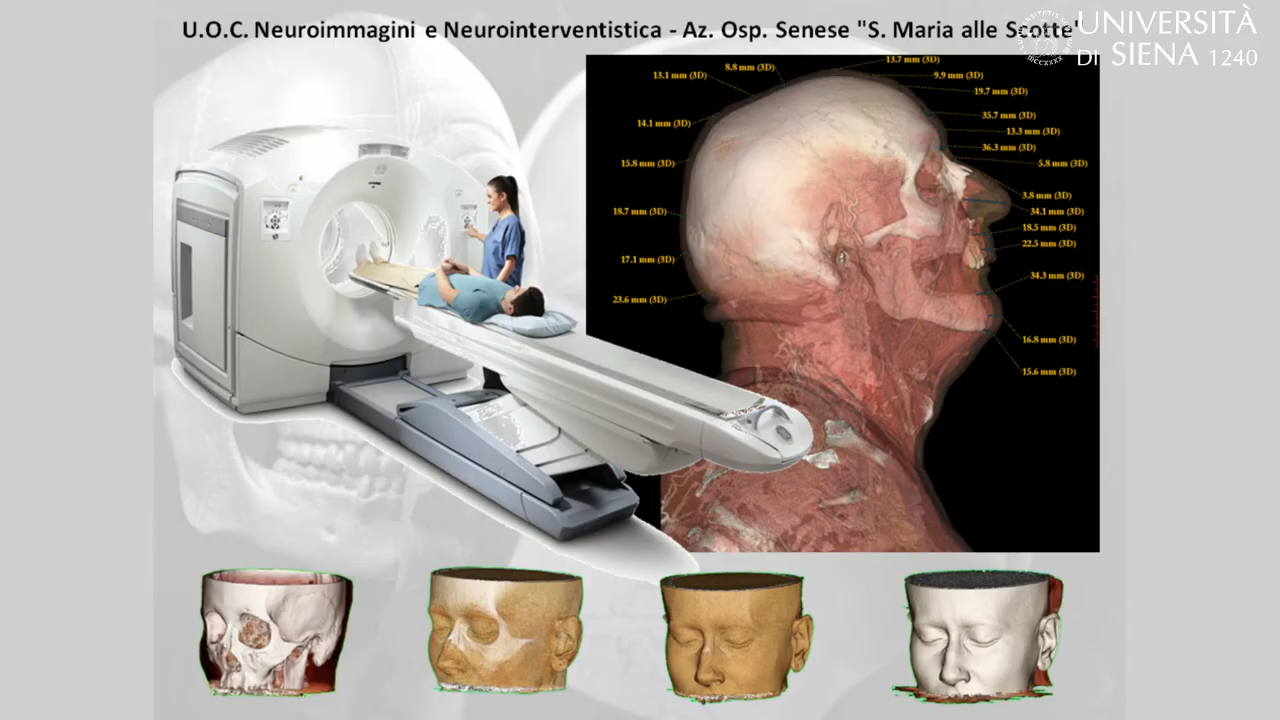 U.O.C. Neuroimmagini e Neurointerventistica - Az. Osp. Senese "S. Maria alle Scotte"
UNIVERSITÀ
DI SIENA 1240
13.7 mm (3D)
8.8 mm (3D)
13.1 mm (3D)
9.9 mm (3D)
19.7 mm (3D)
35.7 mm (3D)
14.1 mm (3D)
13.3 mm (3D)
36.3 mm (3D)
15.8 mm (3D)
5.8 mm (3D)
3.8 mm (3D)
18.7 mm (3D)
34.1 mm (3D)
18.5 mm (3D)
22.5 mm (3D)
17.1 mm (3D)
34.3 mm (3D)
23.6 mm (3D)
16.8 mm (3D)
15.6 mm (3D)